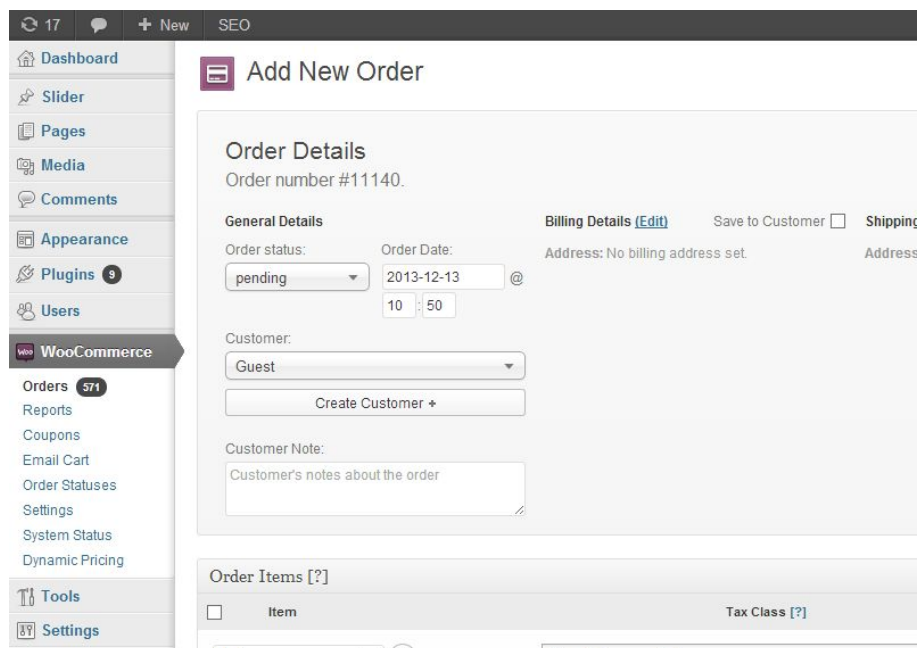 17 + New SEO
Dashboard
Slider
Pages
Media
Comments
Appearance
Plugins 9
Users
Woo WooCommerce
Orders 571
Reports
Coupons
Email Cart
Order Statuses
Settings
System Status
Dynamic Pricing
Tools
Settings
Add New Order
Order Details
Order number #11140.
General Details
Order status: Order Date:
pending 2013-12-13 @
10 : 50
Customer:
Guest
Create Customer +
Customer Note:
Customer's notes about the order
Billing Details (Edit) Save to Customer
Address: No billing address set.
Shipping
Address
Order Items [?]
Item Tax Class [?]